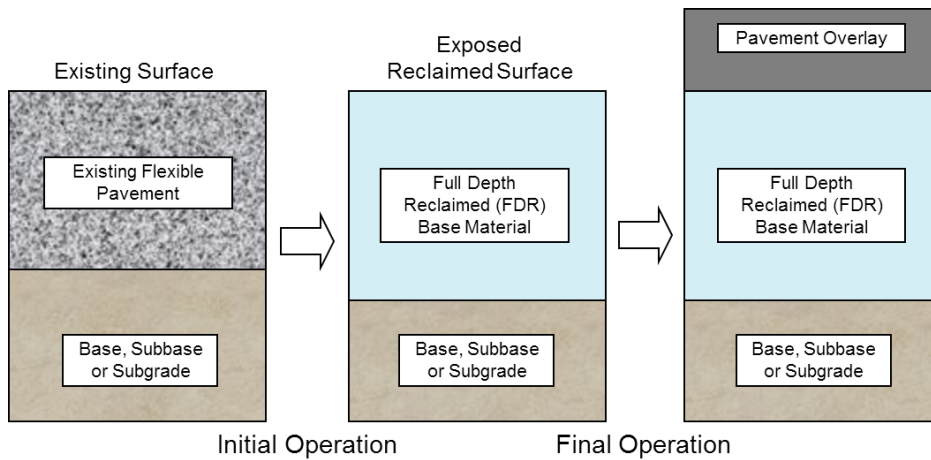 Existing Surface
Existing Flexible
Pavement
Base, Subbase
or Subgrade
Exposed
Reclaimed Surface
Full Depth
Reclaimed (FDR)
Base Material
Base, Subbase
or Subgrade
Pavement Overlay
Full Depth
Reclaimed (FDR)
Base Material
Base, Subbase
or Subgrade
Initial Operation
Final Operation